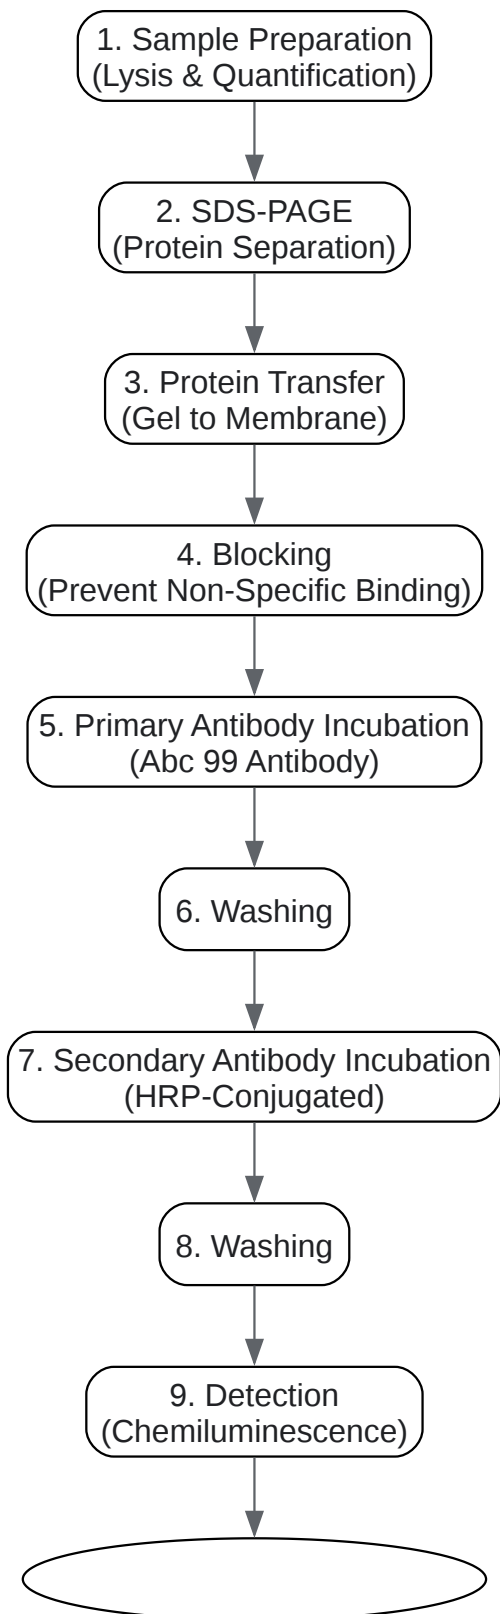 1. Sample Preparation
(Lysis & Quantification)
2. SDS-PAGE
(Protein Separation)
3. Protein Transfer
(Gel to Membrane)
4. Blocking
(Prevent Non-Specific Binding)
5. Primary Antibody Incubation
(Abc 99 Antibody)
6. Washing
7. Secondary Antibody Incubation
(HRP-Conjugated)
8. Washing
9. Detection
(Chemiluminescence)